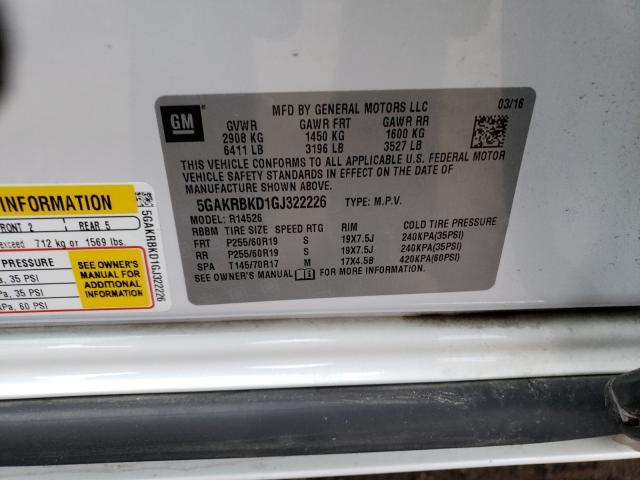 GM
MFD BY GENERAL MOTORS LLC 03/16
GVWR GAWR FRT GAWR RR
2908 KG 1450 KG 1600 KG
6411 LB 3196 LB 3527 LB
THIS VEHICLE CONFORMS TO ALL APPLICABLE U.S. FEDERAL MOTOR
VEHICLE SAFETY STANDARDS IN EFFECT ON THE DATE OF
MANUFACTURE SHOWN ABOVE.
5GAKRBKD1GJ322226 TYPE: M.P.V.
MODEL: R14526
RBBM TIRE SIZE SPEED RTG RIM COLD TIRE PRESSURE
FRT P255/60R19 S 19X7.5J 240KPA(35PSI)
RR P255/60R19 S 19X7.5J 240KPA(35PSI)
SPA T145/70R17 M 17X4.5B 420KPA(60PSI)
SEE OWNER'S MANUAL FOR MORE INFORMATION.
INFORMATION
FRONT 2 REAR 5
exceed 712 kg or 1569 lbs.
PRESSURE
a, 35 PSI
a, 35 PSI
Pa, 60 PSI
SEE OWNER'S
MANUAL FOR
ADDITIONAL
INFORMATION
5GAKRBKD1GJ322226